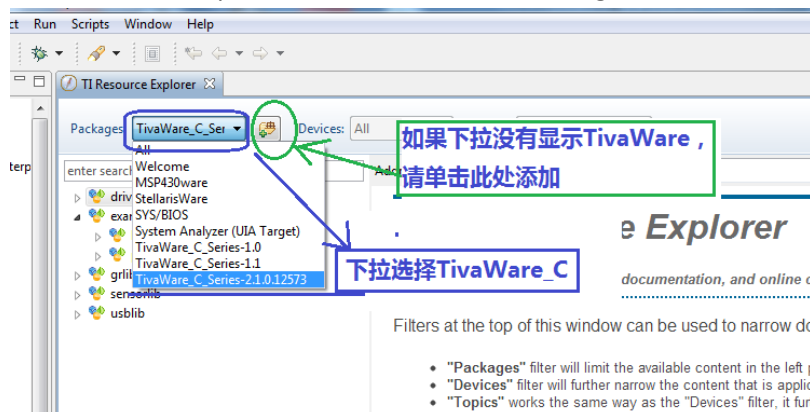 ct Run Scripts Window Help
TI Resource Explorer
Packages: TivaWare_C_Ser
Devices: All
如果下拉没有显示TivaWare，
请单击此处添加
enter search
All
Welcome
MSP430ware
StellarisWare
SYS/BIOS
System Analyzer (UIA Target)
TivaWare_C_Series-1.0
TivaWare_C_Series-1.1
TivaWare_C_Series-2.1.0.12573
terp
driv
exar
grlib
sensorlib
usblib
下拉选择TivaWare_C
e Explorer
documentation, and online c
Filters at the top of this window can be used to narrow do
"Packages" filter will limit the available content in the left p
"Devices" filter will further narrow the content that is applic
"Topics" works the same way as the "Devices" filter, it fur